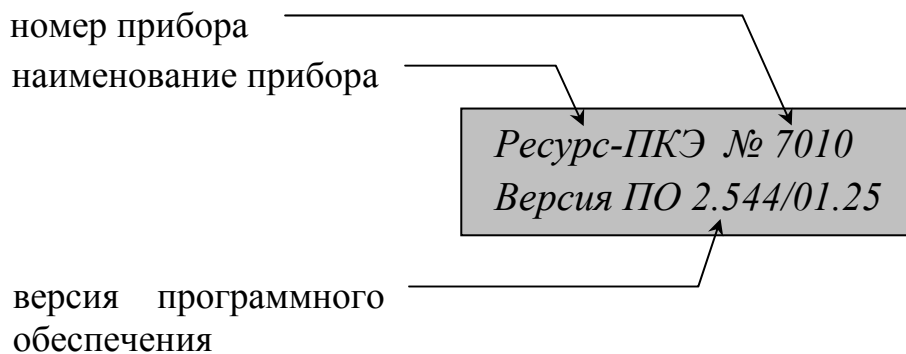 номер прибора
наименование прибора
Ресурс-ПКЭ № 7010
Версия ПО 2.544/01.25
версия программного
обеспечения